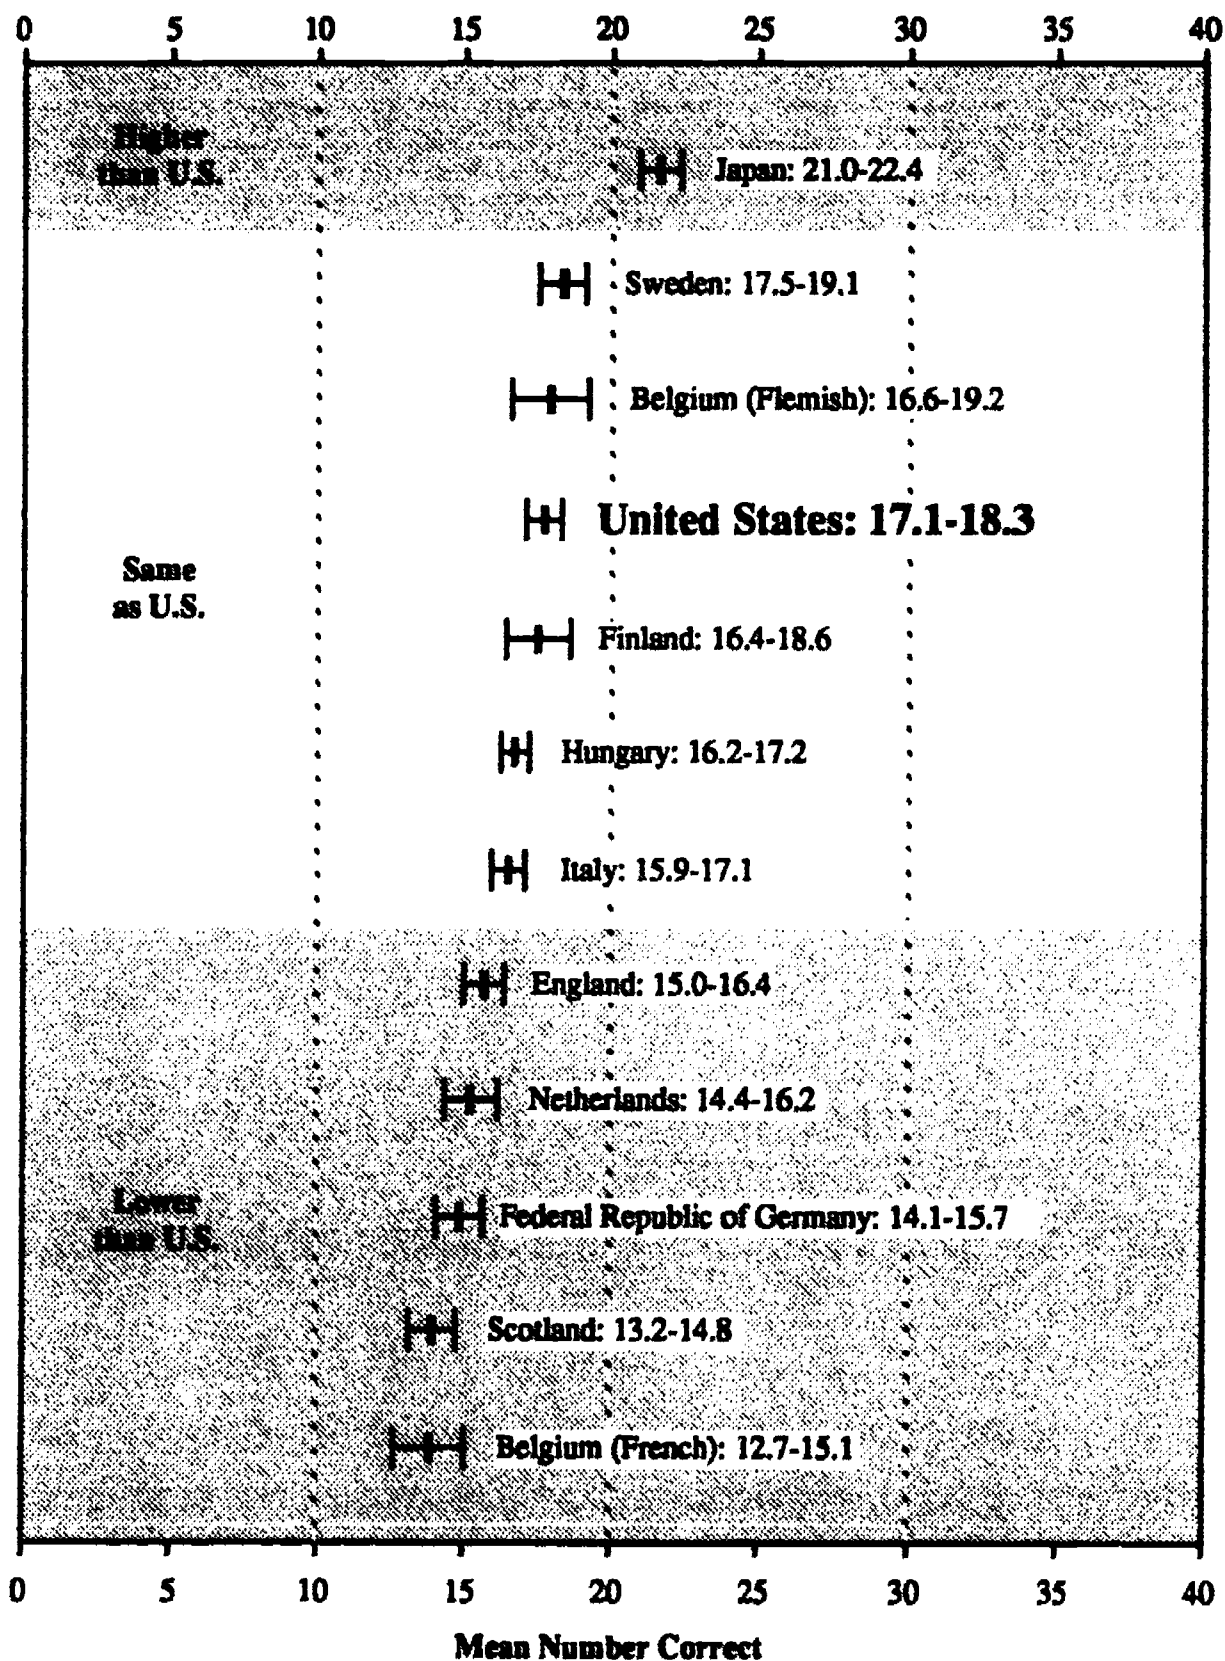 0 5 10 15 20 25 30 35 40
Higher
than U.S.
Japan: 21.0-22.4
Sweden: 17.5-19.1
Belgium (Flemish): 16.6-19.2
United States: 17.1-18.3
Same
as U.S.
Finland: 16.4-18.6
Hungary: 16.2-17.2
Italy: 15.9-17.1
England: 15.0-16.4
Netherlands: 14.4-16.2
Lower
than U.S.
Federal Republic of Germany: 14.1-15.7
Scotland: 13.2-14.8
Belgium (French): 12.7-15.1
0 5 10 15 20 25 30 35 40
Mean Number Correct